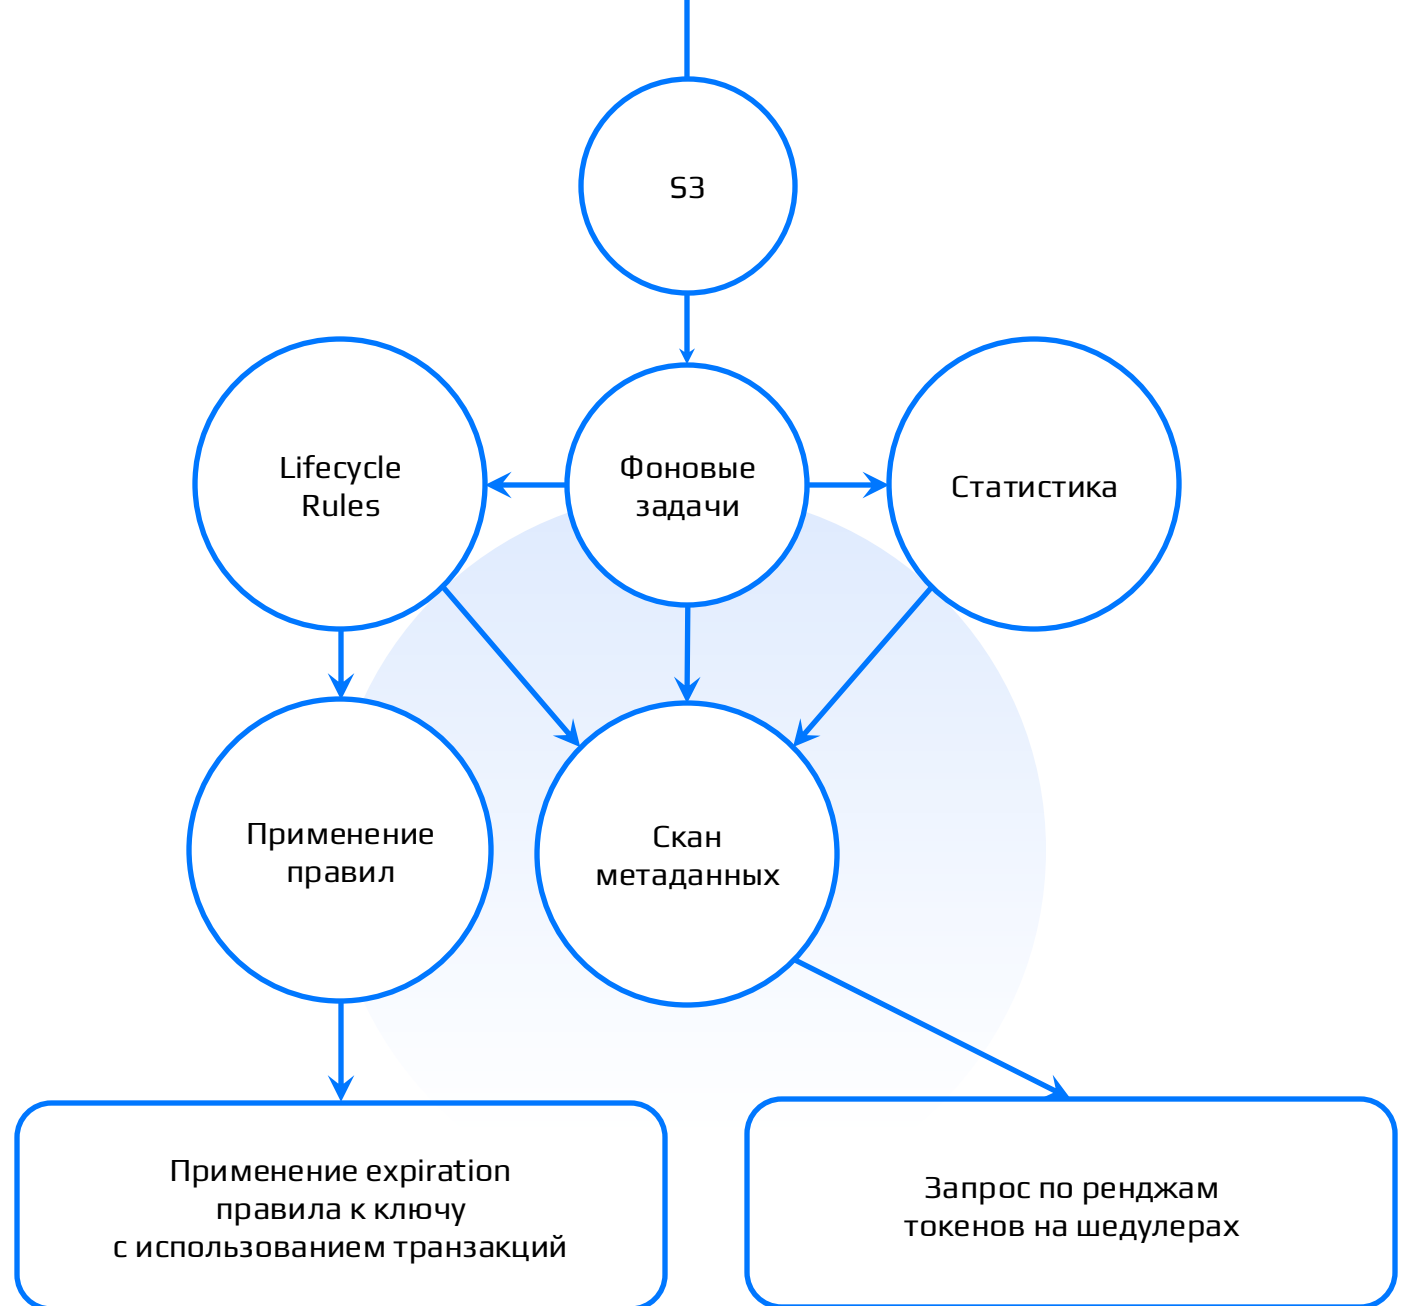 S3
Lifecycle
Rules
Фоновые
задачи
Статистика
Применение
правил
Скан
метаданных
Применение expiration
правила к ключу
с использованием транзакций
Запрос по ренджам
токенов на шедулерах